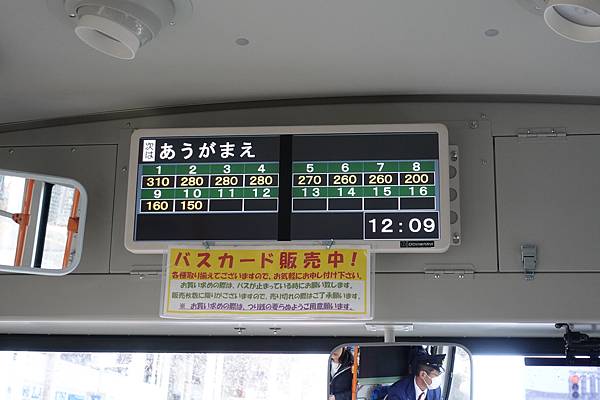 次は あうがまえ
1 2 3 4 5 6 7 8
310 280 280 280 270 260 260 200
9 10 11 12 13 14 15 16
160 150
12:09
バスカード販売中!
各種取り揃えてございますので、お気軽にお申し付け下さい。
お買い求めの際は、バスが止まっている時にお願い致します。
販売枚数に限りがございますので、売り切れの際はご了承願います。
※ お買い求めの際は、つり銭の要らぬようご用意願います。